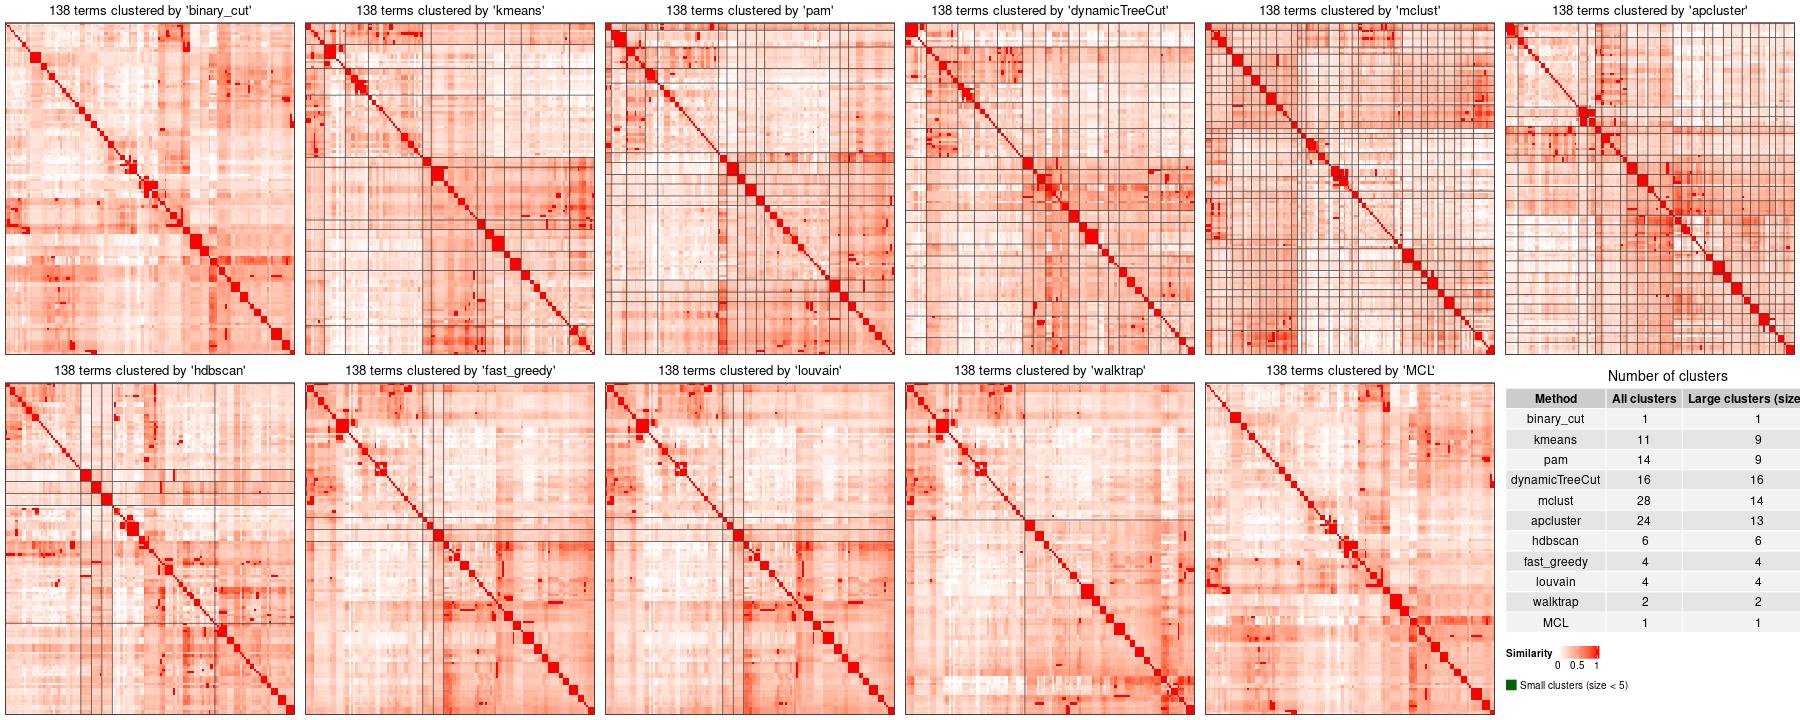 138 terms clustered by 'binary_cut'
138 terms clustered by 'kmeans'
138 terms clustered by 'pam'
138 terms clustered by 'dynamicTreeCut'
138 terms clustered by 'mclust'
138 terms clustered by 'apcluster'
138 terms clustered by 'hdbscan'
138 terms clustered by 'fast_greedy'
138 terms clustered by 'louvain'
138 terms clustered by 'walktrap'
138 terms clustered by 'MCL'
Number of clusters
Method All clusters Large clusters (size
binary_cut 1 1
kmeans 11 9
pam 14 9
dynamicTreeCut 16 16
mclust 28 14
apcluster 24 13
hdbscan 6 6
fast_greedy 4 4
louvain 4 4
walktrap 2 2
MCL 1 1
Similarity
0 0.5 1
Small clusters (size < 5)